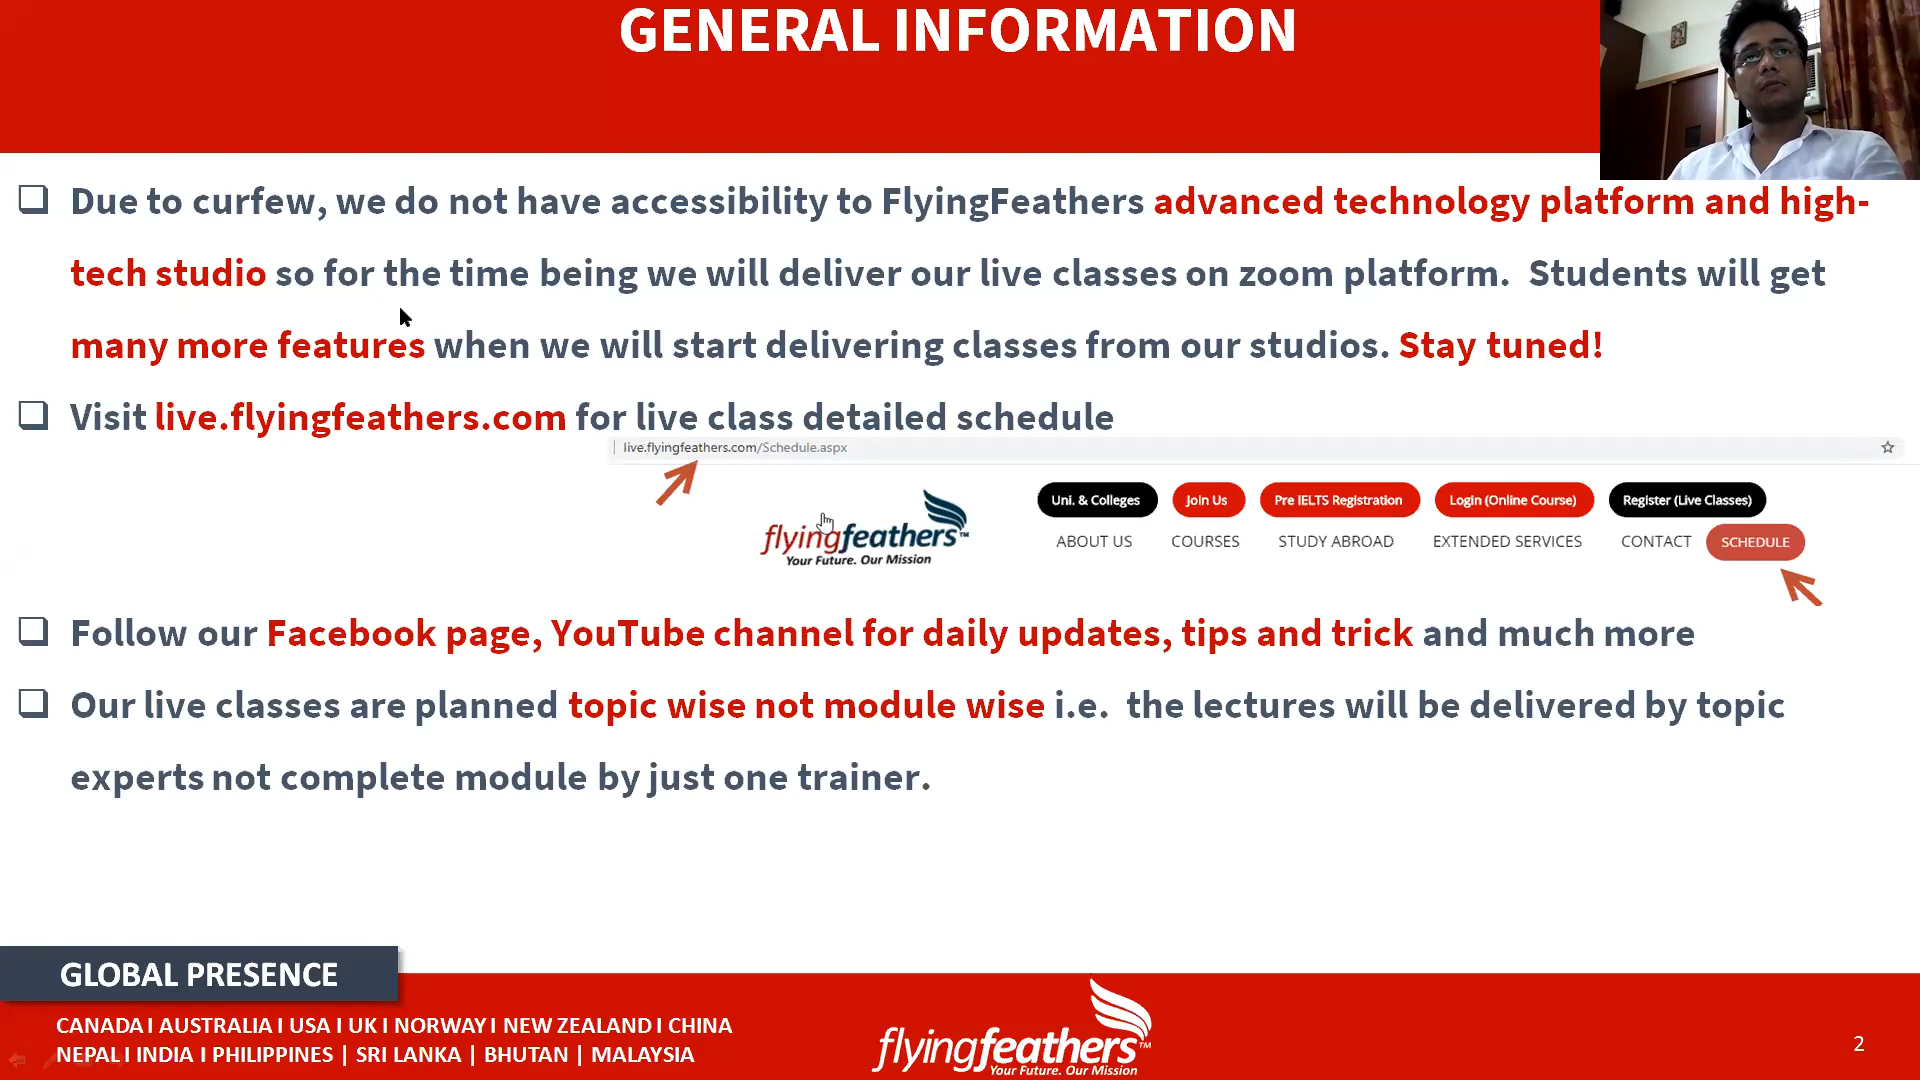 GENERAL INFORMATION
Due to curfew, we do not have accessibility to FlyingFeathers advanced technology platform and high-
tech studio so for the time being we will deliver our live classes on zoom platform. Students will get
many more features when we will start delivering classes from our studios. Stay tuned!
Visit live.flyingfeathers.com for live class detailed schedule
live.flyingfeathers.com/Schedule.aspx
Uni. & Colleges Join Us Pre IELTS Registration Login (Online Course) Register (Live Classes)
flyingfeathers™
Your Future. Our Mission
ABOUT US COURSES STUDY ABROAD EXTENDED SERVICES CONTACT SCHEDULE
Follow our Facebook page, YouTube channel for daily updates, tips and trick and much more
Our live classes are planned topic wise not module wise i.e. the lectures will be delivered by topic
experts not complete module by just one trainer.
GLOBAL PRESENCE
CANADA I AUSTRALIA I USA I UK I NORWAY I NEW ZEALAND I CHINA
NEPAL I INDIA I PHILIPPINES | SRI LANKA | BHUTAN | MALAYSIA
flyingfeathers™
Your Future. Our Mission
2